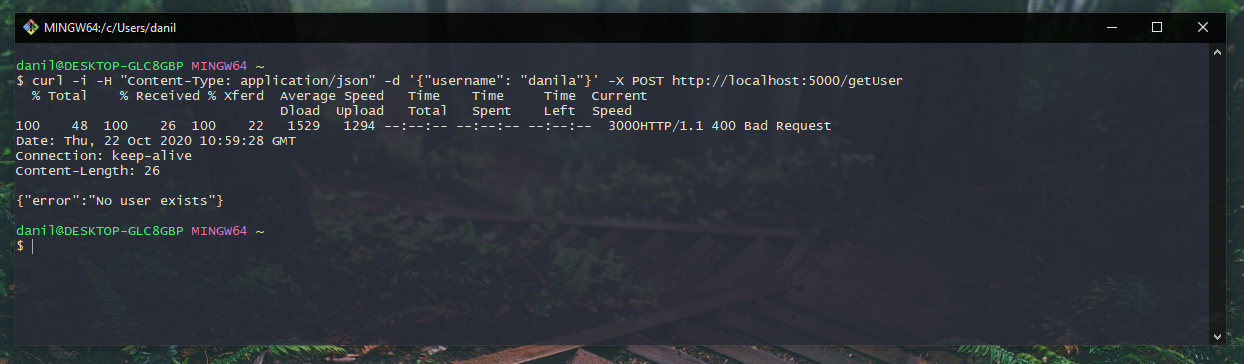 MINGW64:/c/Users/danil
danil@DESKTOP-GLC8GBP MINGW64 ~
$ curl -i -H "Content-Type: application/json" -d '{"username": "danila"}' -X POST http://localhost:5000/getUser
  % Total    % Received % Xferd  Average Speed   Time    Time     Time  Current
                                 Dload  Upload   Total   Spent    Left  Speed
100    48  100    26  100    22   1529   1294 --:--:-- --:--:-- --:--:--  3000HTTP/1.1 400 Bad Request
Date: Thu, 22 Oct 2020 10:59:28 GMT
Connection: keep-alive
Content-Length: 26

{"error":"No user exists"}

danil@DESKTOP-GLC8GBP MINGW64 ~
$